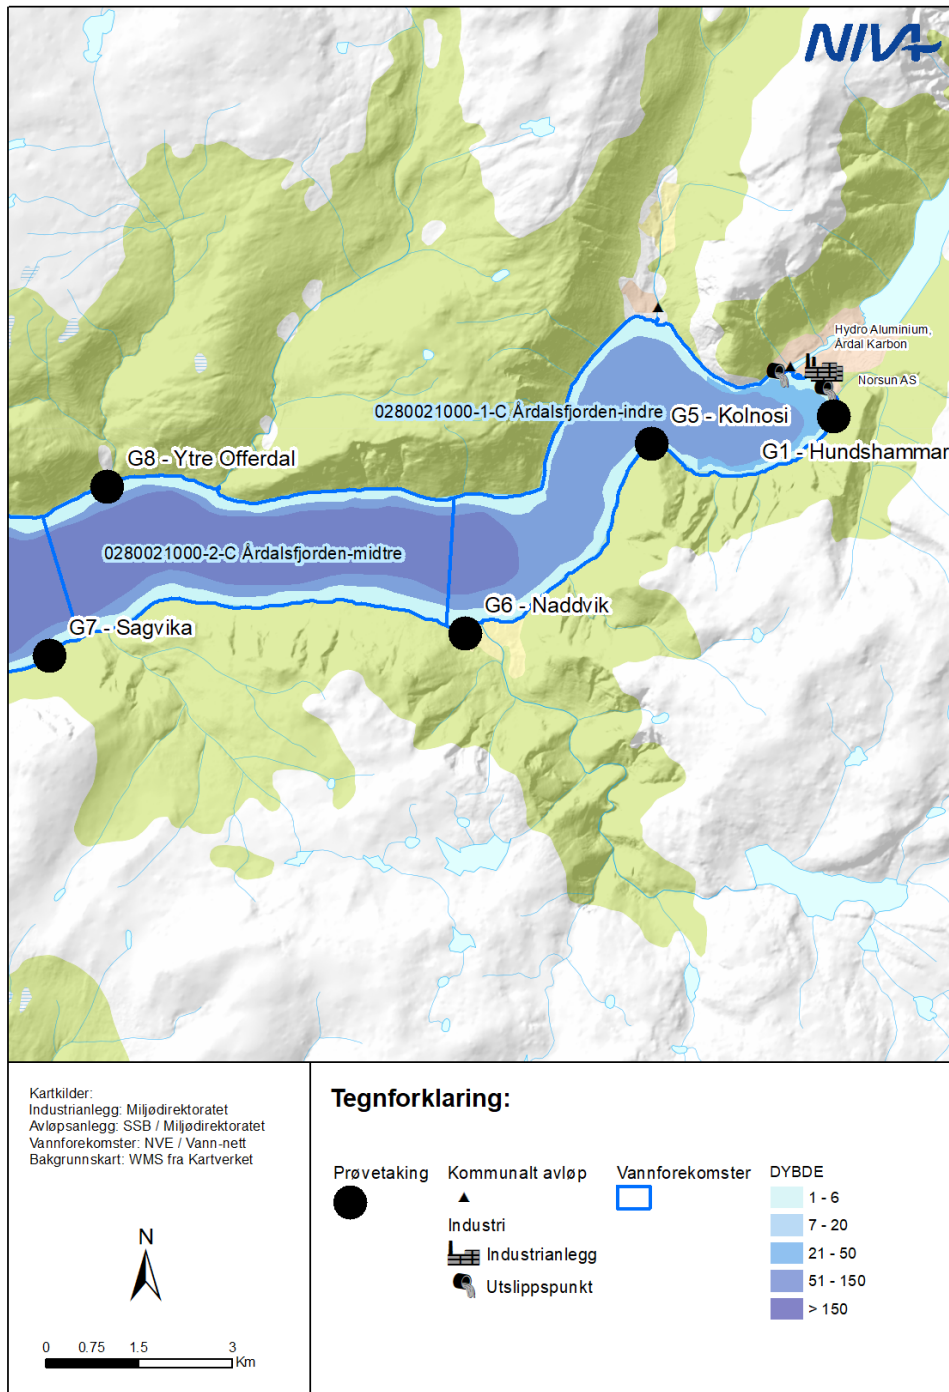 NIVA
Hydro Aluminium,
Årdal Karbon
Norsun AS
0280021000-1-C Årdalsfjorden-indre
G5 - Kolnosi
G1 - Hundshammar
G8 - Ytre Offerdal
0280021000-2-C Årdalsfjorden-midtre
G6 - Naddvik
G7 - Sagvika
Kartkilder:
Industrianlegg: Miljødirektoratet
Avløpsanlegg: SSB / Miljødirektoratet
Vannforekomster: NVE / Vann-nett
Bakgrunnskart: WMS fra Kartverket
N
0 0.75 1.5 3
Km
Tegnforklaring:
Prøvetaking
Kommunalt avløp
Industri
Industrianlegg
Utslippspunkt
Vannforekomster
DYBDE
1 - 6
7 - 20
21 - 50
51 - 150
> 150